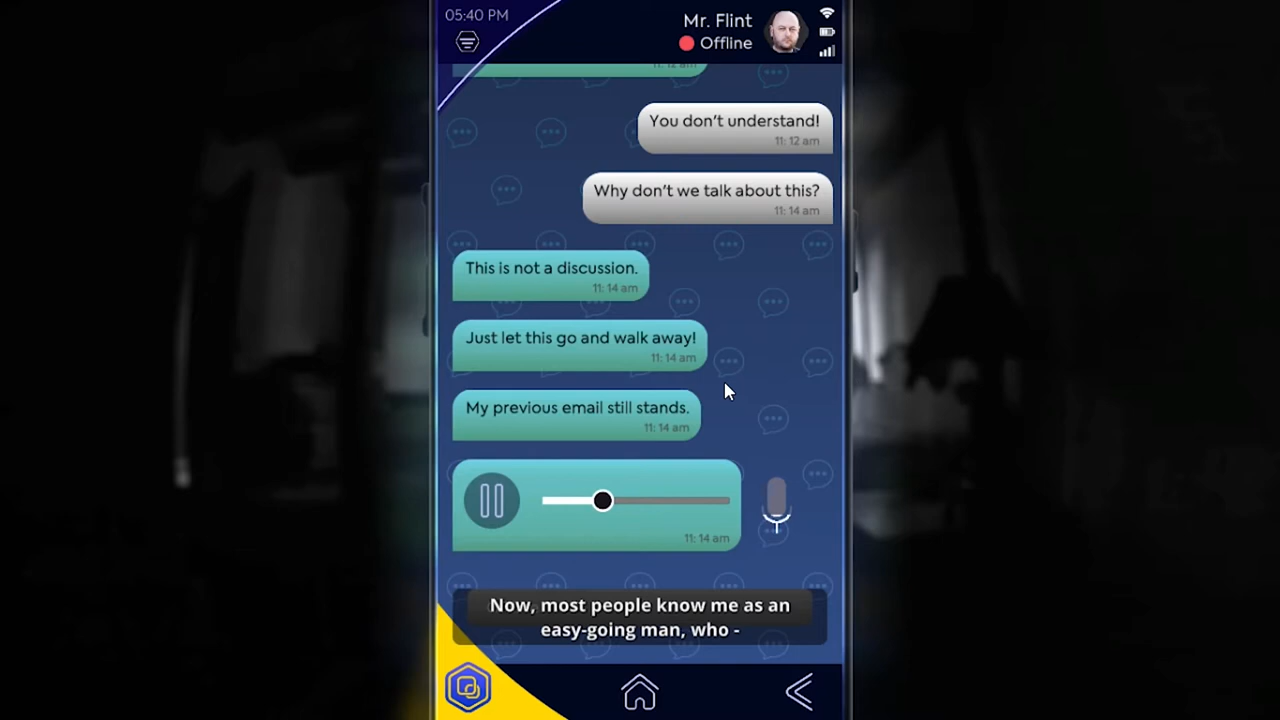 05:40 PM
Mr. Flint
Offline
11: 12 am
You don't understand!
11: 12 am
Why don't we talk about this?
11: 14 am
This is not a discussion.
11: 14 am
Just let this go and walk away!
11: 14 am
My previous email still stands.
11: 14 am
11: 14 am
Now, most people know me as an
easy-going man, who -